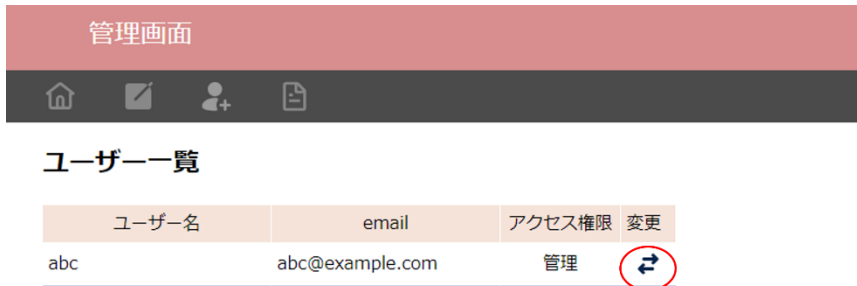 管理画面
ユーザー一覧
ユーザー名 email アクセス権限 変更
abc abc@example.com 管理